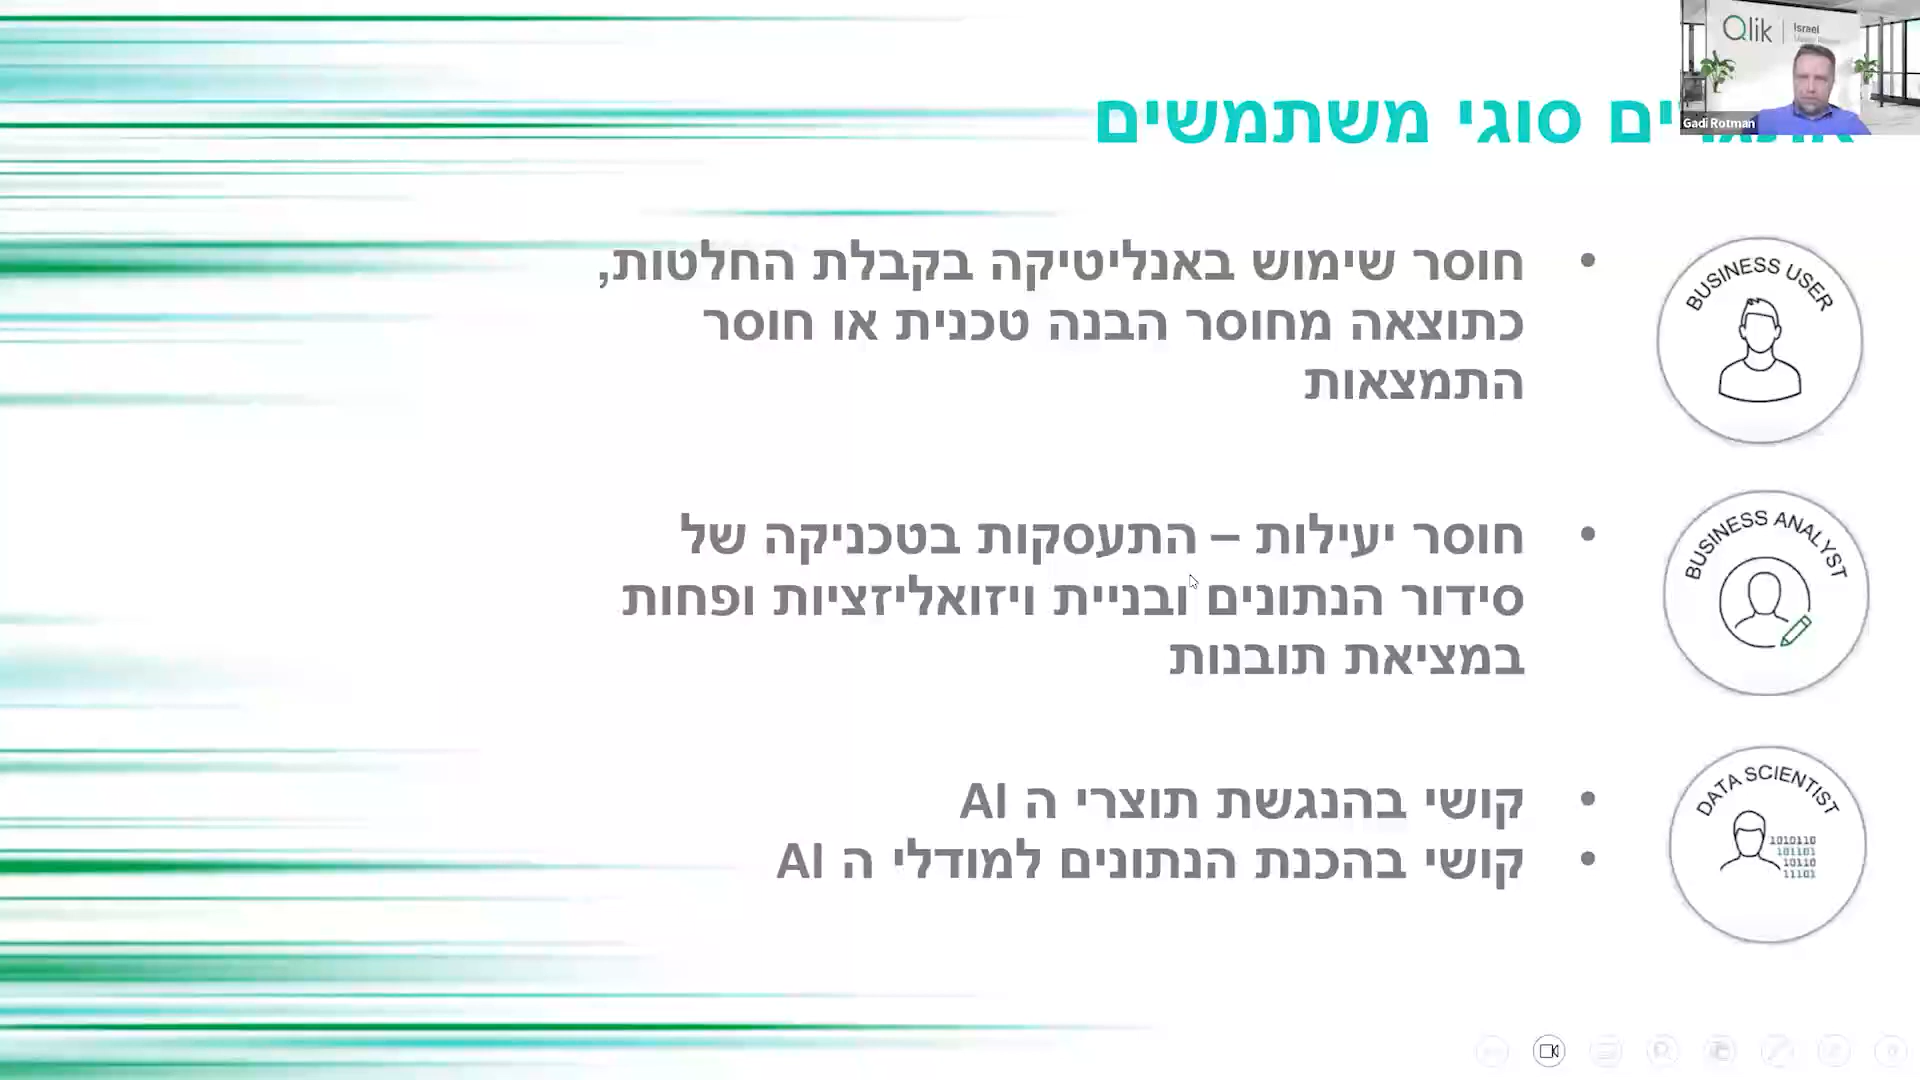 סוגי משתמשים
Qlik Israel
Gadi Rotman
BUSINESS USER
• חוסר שימוש באנליטיקה בקבלת החלטות,
כתוצאה מחוסר הבנה טכנית או חוסר
התמצאות
BUSINESS ANALYST
• חוסר יעילות – התעסקות בטכניקה של
סידור הנתונים ובניית ויזואליזציות ופחות
במציאת תובנות
DATA SCIENTIST
1010110
101101
10110
11101
• קושי בהנגשת תוצרי ה AI
• קושי בהכנת הנתונים למודלי ה AI